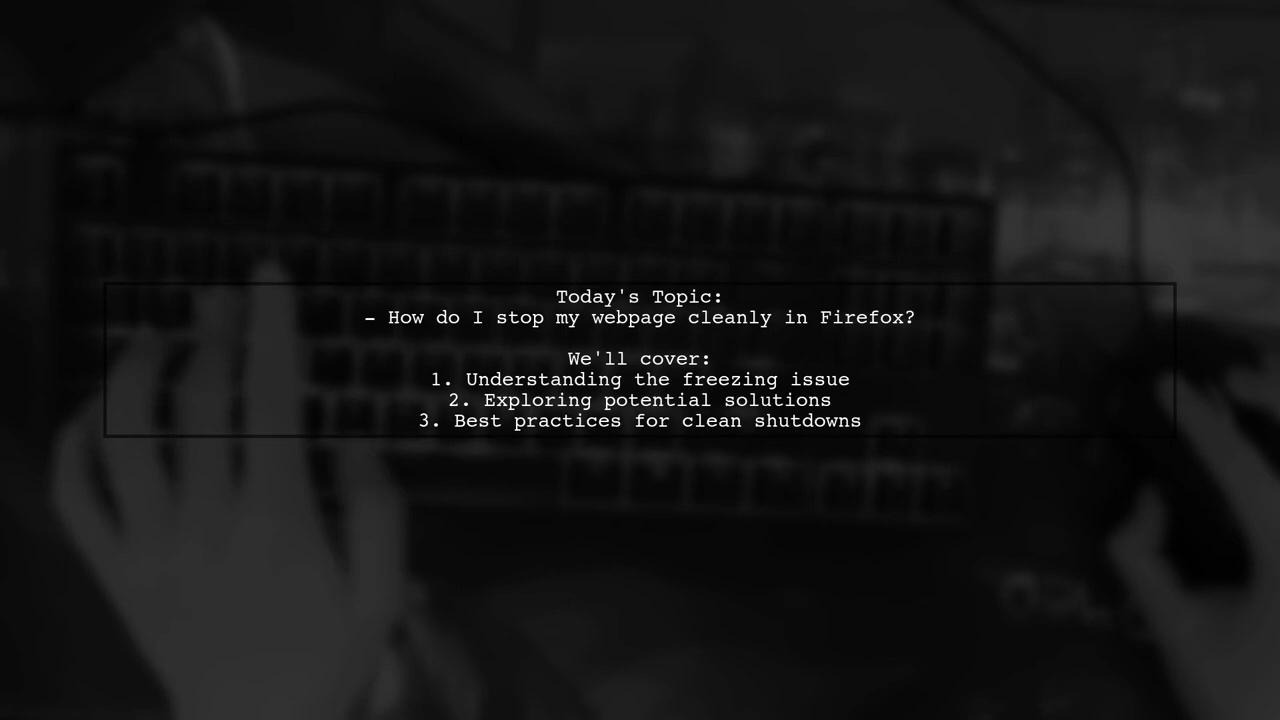 Today's Topic:
- How do I stop my webpage cleanly in Firefox?
We'll cover:
1. Understanding the freezing issue
2. Exploring potential solutions
3. Best practices for clean shutdowns